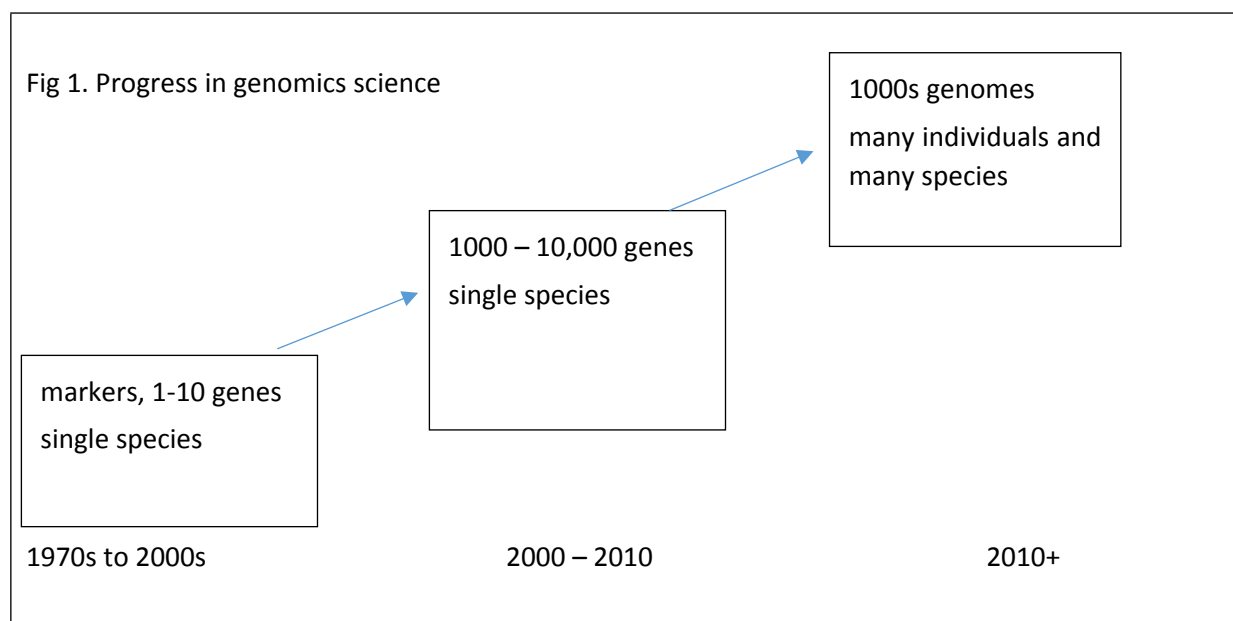 Fig 1. Progress in genomics science
1000s genomes
many individuals and
many species
1000 – 10,000 genes
single species
markers, 1-10 genes
single species
1970s to 2000s
2000 – 2010
2010+